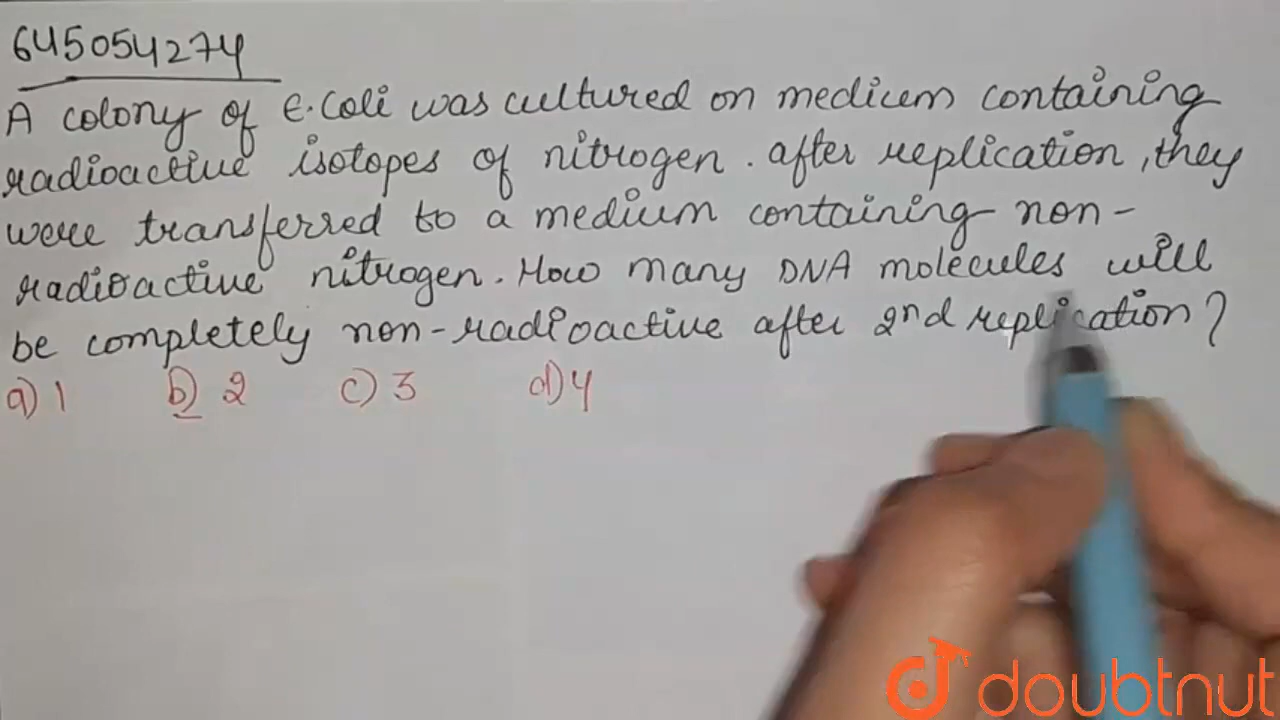 645054274
A colony of E.Coli was cultured on medium containing
radioactive isotopes of nitrogen. after replication, they
were transferred to a medium containing non-
radioactive nitrogen. How many DNA molecules will
be completely non-radioactive after 2nd replication?
a) 1 b) 2 c) 3 d) 4
doubtnut